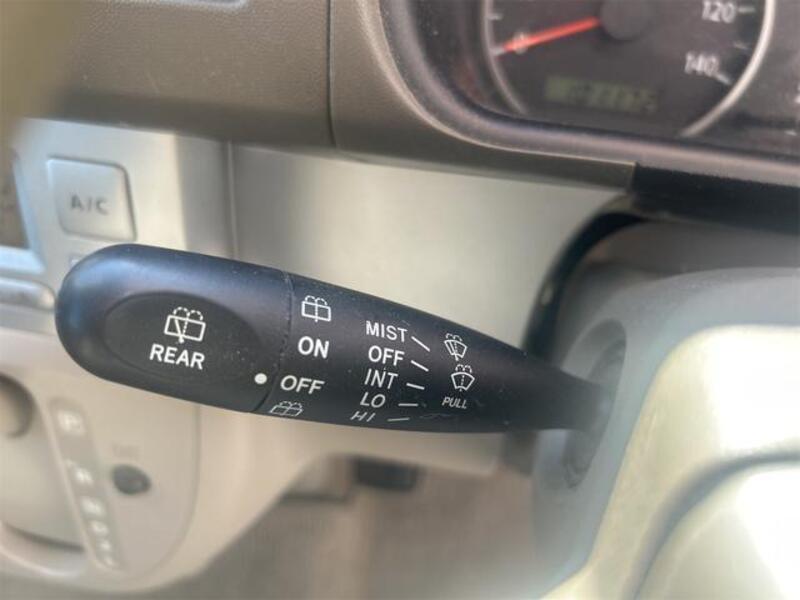 120
140
A/C
REAR
ON
OFF
MIST
OFF
INT
LO
HI
PULL
P